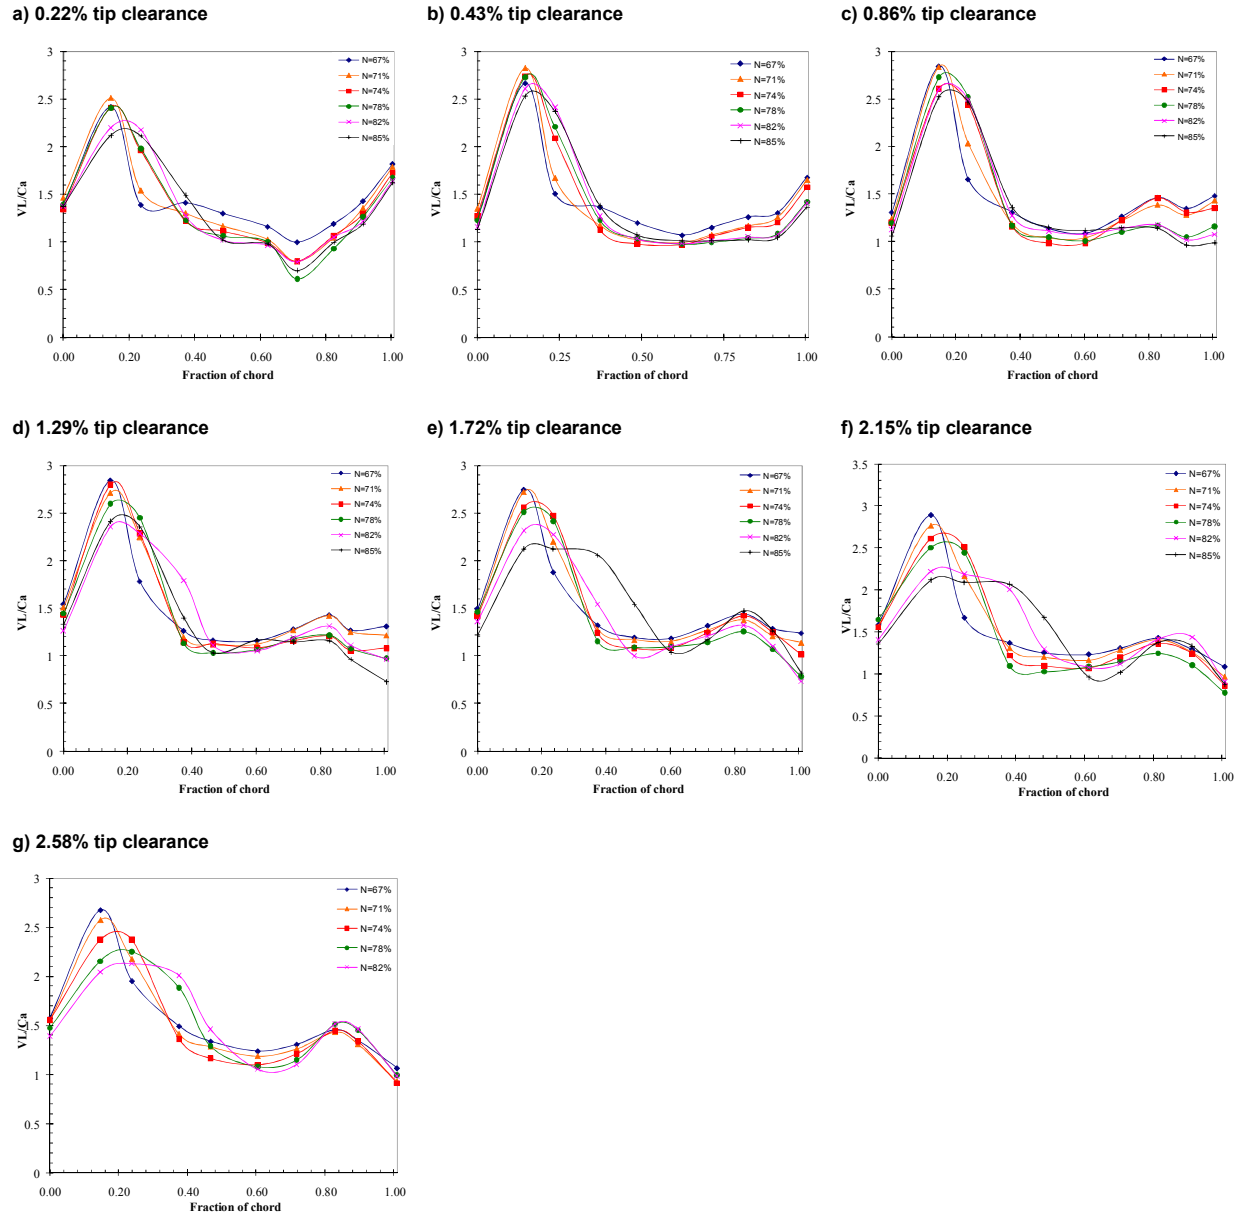 a) 0.22% tip clearance
3
2.5
2
1.5
1
0.5
0
VL/Ca
0.00
0.20
0.40
0.60
0.80
1.00
Fraction of chord
N=67%
N=71%
N=74%
N=78%
N=82%
N=85%
b) 0.43% tip clearance
3
2.5
2
1.5
1
0.5
0
VL/Ca
0.00
0.25
0.50
0.75
1.00
Fraction of chord
N=67%
N=71%
N=74%
N=78%
N=82%
N=85%
c) 0.86% tip clearance
3
2.5
2
1.5
1
0.5
0
VL/Ca
0.00
0.20
0.40
0.60
0.80
1.00
Fraction of chord
N=67%
N=71%
N=74%
N=78%
N=82%
N=85%
d) 1.29% tip clearance
3
2.5
2
1.5
1
0.5
0
VL/Ca
0.00
0.20
0.40
0.60
0.80
1.00
Fraction of chord
N=67%
N=71%
N=74%
N=78%
N=82%
N=85%
e) 1.72% tip clearance
3
2.5
2
1.5
1
0.5
0
VL/Ca
0.00
0.20
0.40
0.60
0.80
1.00
Fraction of chord
N=67%
N=71%
N=74%
N=78%
N=82%
N=85%
f) 2.15% tip clearance
3.5
3
2.5
2
1.5
1
0.5
0
VL/Ca
0.00
0.20
0.40
0.60
0.80
1.00
Fraction of chord
N=67%
N=71%
N=74%
N=78%
N=82%
N=85%
g) 2.58% tip clearance
3
2.5
2
1.5
1
0.5
0
VL/Ca
0.00
0.20
0.40
0.60
0.80
1.00
Fraction of chord
N=67%
N=71%
N=74%
N=78%
N=82%